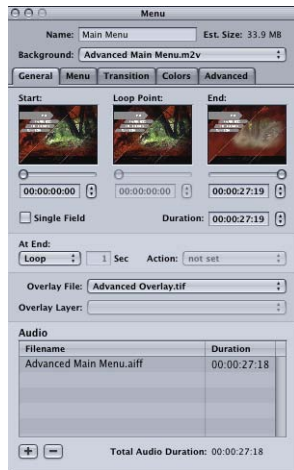 Menu
Name: Main Menu Est. Size: 33.9 MB
Background: Advanced Main Menu.m2v
General Menu Transition Colors Advanced
Start: Loop Point: End:
00:00:00:00 00:00:00:00 00:00:27:19
Single Field Duration: 00:00:27:19
At End:
Loop 1 Sec Action: not set
Overlay File: Advanced Overlay.tif
Overlay Layer:
Audio
Filename Duration
Advanced Main Menu.aiff 00:00:27:18
Total Audio Duration: 00:00:27:18